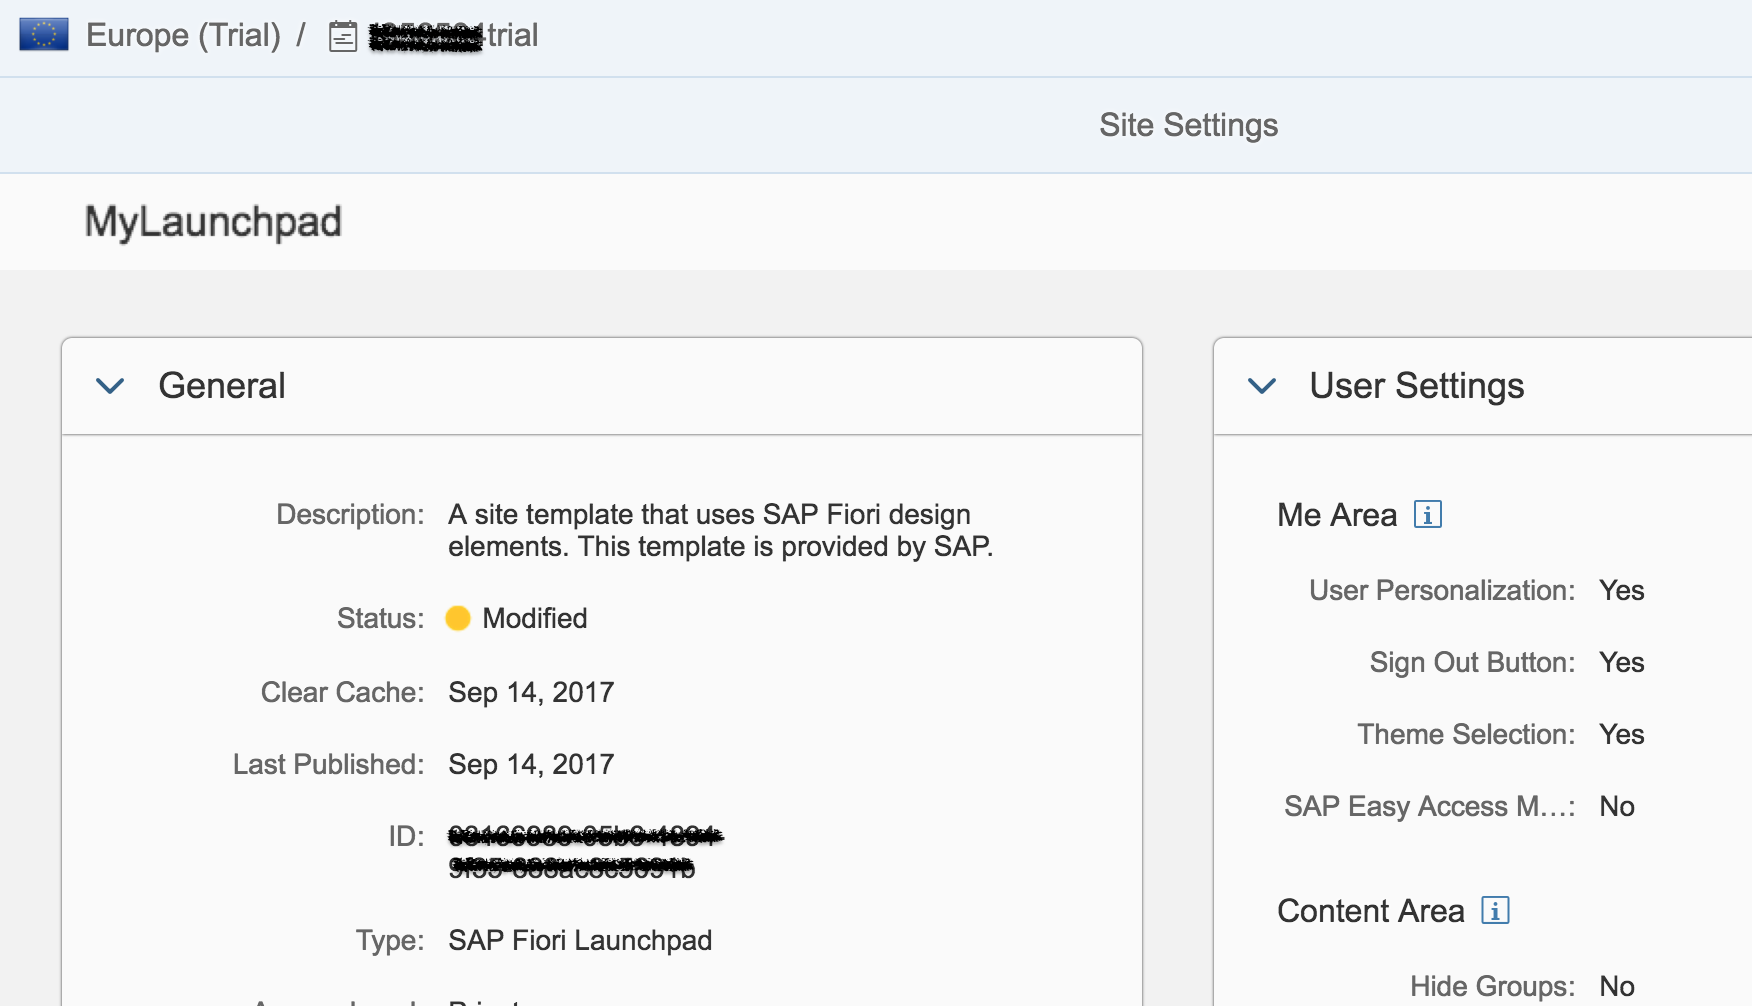 Europe (Trial) / trial
Site Settings
MyLaunchpad
General
Description: A site template that uses SAP Fiori design
elements. This template is provided by SAP.
Status: Modified
Clear Cache: Sep 14, 2017
Last Published: Sep 14, 2017
ID:
Type: SAP Fiori Launchpad
User Settings
Me Area
User Personalization: Yes
Sign Out Button: Yes
Theme Selection: Yes
SAP Easy Access M...: No
Content Area
Hide Groups: No